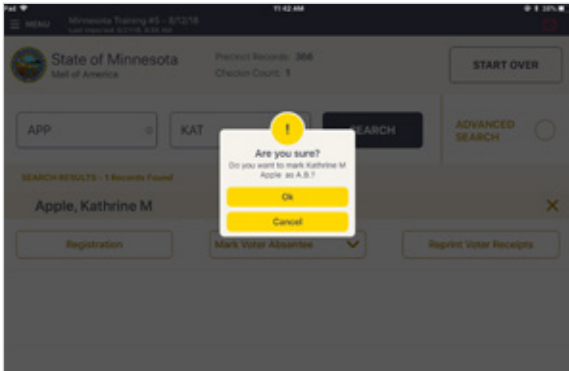 iPad
11:42 AM
35%
MENU
Minnesota Training #5 - 8/12/18
State of Minnesota
Mall of America
Precinct Records: 366
Checkin Count: 1
START OVER
APP
KAT
SEARCH
ADVANCED
SEARCH
SEARCH RESULTS - 1 Records Found
Apple, Kathrine M
Registration
Mark Voter Absentee
Reprint Voter Receipts
!
Are you sure?
Do you want to mark Kathrine M
Apple as A.B.?
Ok
Cancel